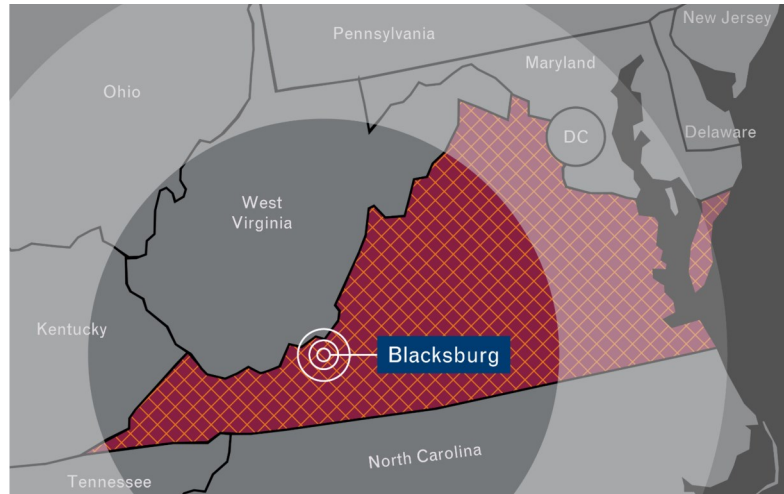 New Jersey
Pennsylvania
Maryland
Ohio
DC
Delaware
West
Virginia
Kentucky
Blacksburg
North Carolina
Tennessee